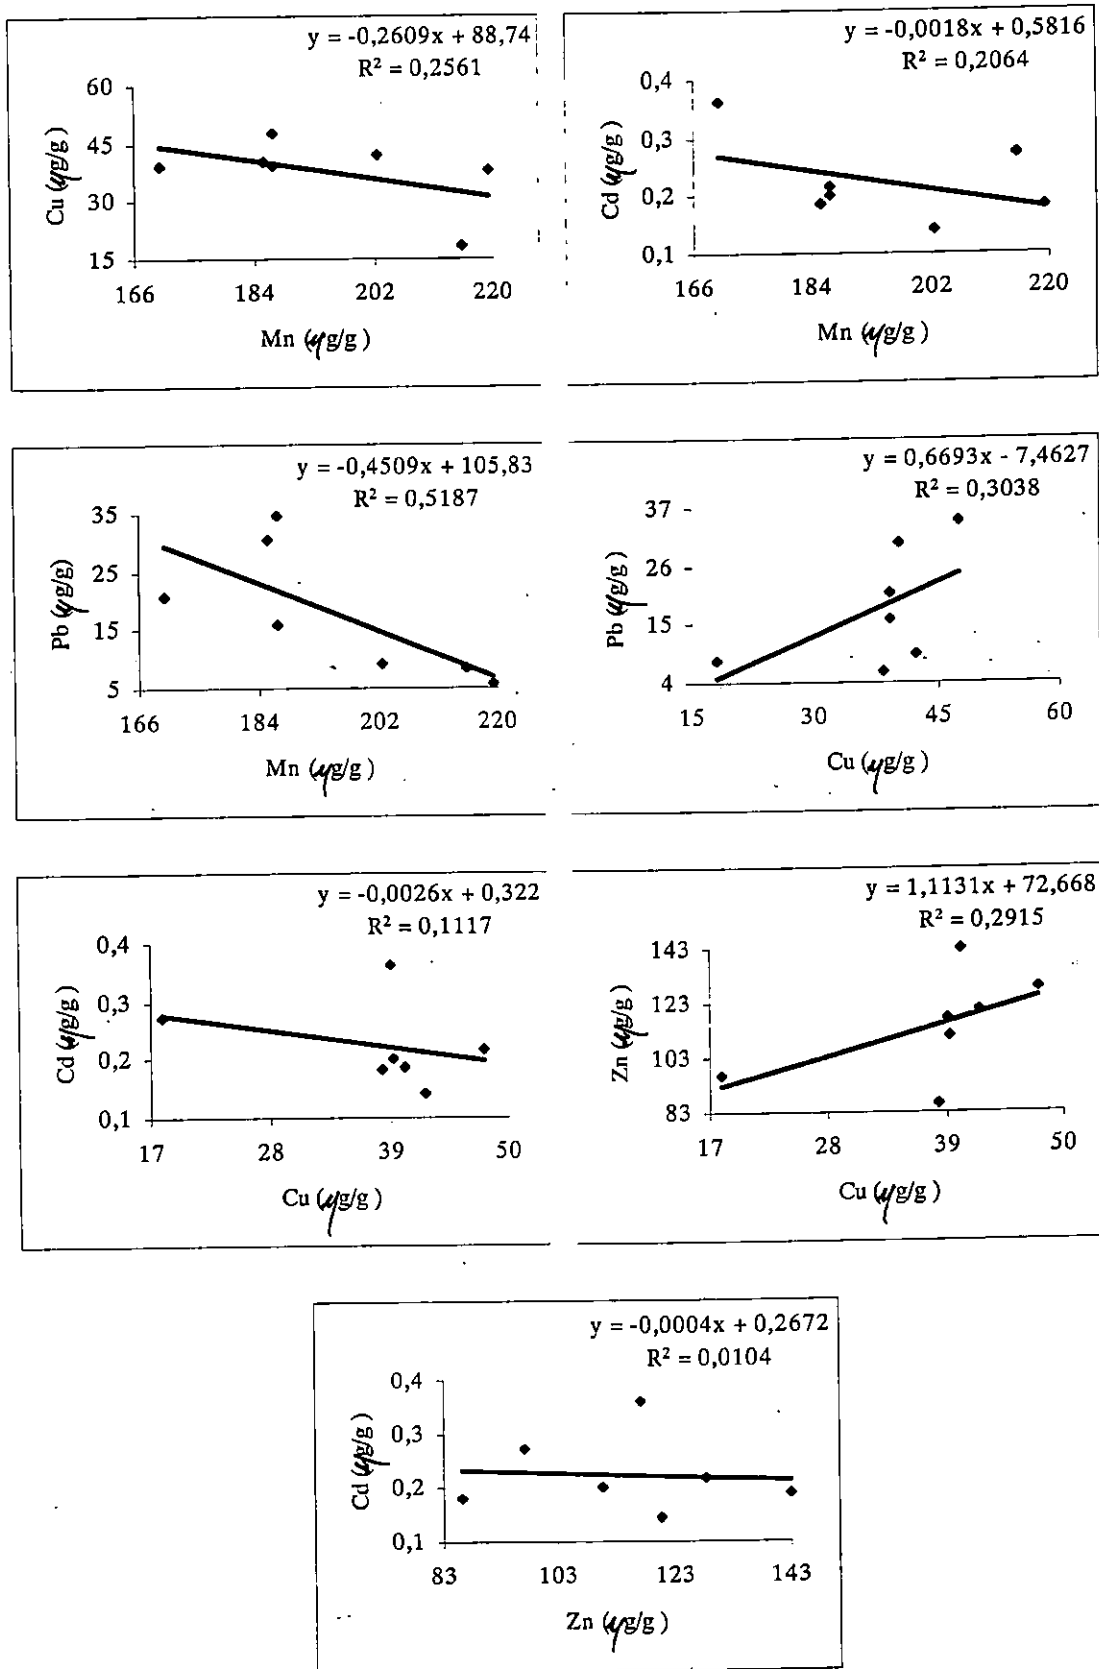 y = -0,2609x + 88,74
R² = 0,2561
60
45
30
15
Cu (µg/g)
166 184 202 220
Mn (µg/g)
y = -0,0018x + 0,5816
R² = 0,2064
0,4
0,3
0,2
0,1
Cd (µg/g)
166 184 202 220
Mn (µg/g)
y = -0,4509x + 105,83
R² = 0,5187
35
25
15
5
Pb (µg/g)
166 184 202 220
Mn (µg/g)
y = 0,6693x - 7,4627
R² = 0,3038
37
26
15
4
Pb (µg/g)
15 30 45 60
Cu (µg/g)
y = -0,0026x + 0,322
R² = 0,1117
0,4
0,3
0,2
0,1
Cd (µg/g)
17 28 39 50
Cu (µg/g)
y = 1,1131x + 72,668
R² = 0,2915
143
123
103
83
Zn (µg/g)
17 28 39 50
Cu (µg/g)
y = -0,0004x + 0,2672
R² = 0,0104
0,4
0,3
0,2
0,1
Cd (µg/g)
83 103 123 143
Zn (µg/g)